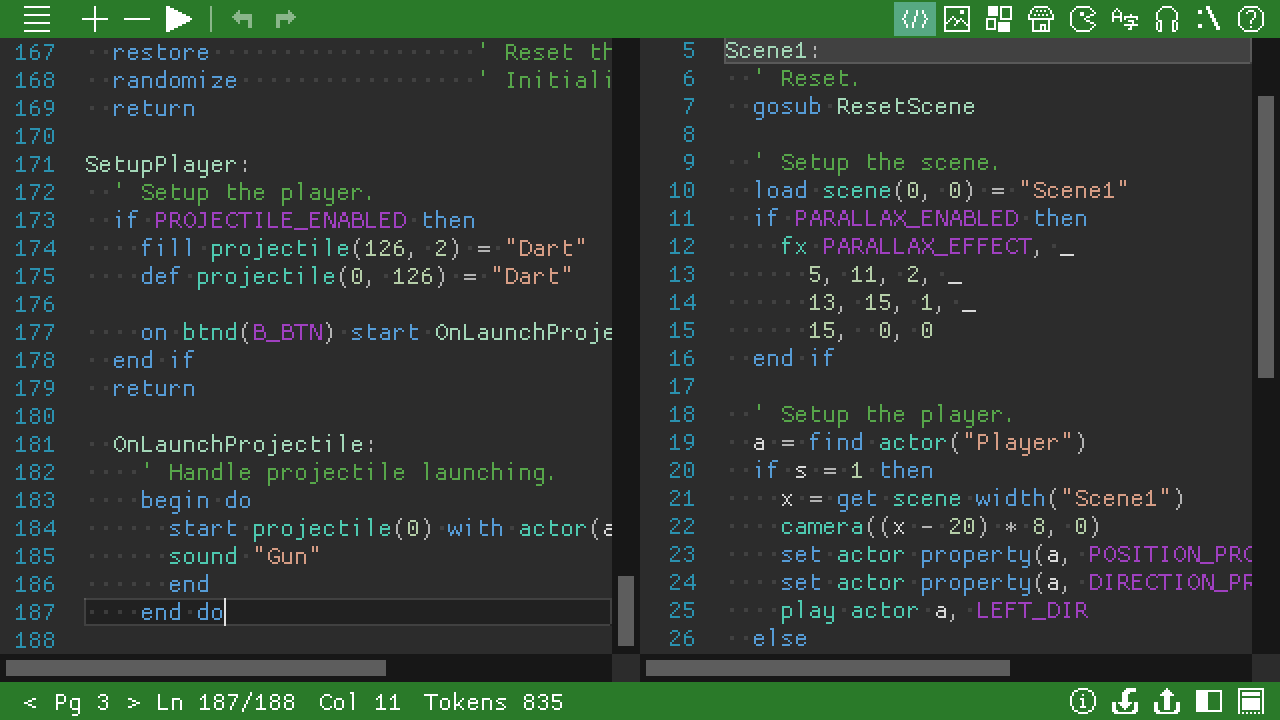 167 restore ' Reset th
168 randomize ' Initiali
169 return
170
171 SetupPlayer:
172 ' Setup the player.
173 if PROJECTILE_ENABLED then
174 fill projectile(126, 2) = "Dart"
175 def projectile(0, 126) = "Dart"
176
177 on btnd(B_BTN) start OnLaunchProje
178 end if
179 return
180
181 OnLaunchProjectile:
182 ' Handle projectile launching.
183 begin do
184 start projectile(0) with actor(a
185 sound "Gun"
186 end
187 end do
188
5 Scene1:
6 ' Reset.
7 gosub ResetScene
8
9 ' Setup the scene.
10 load scene(0, 0) = "Scene1"
11 if PARALLAX_ENABLED then
12 fx PARALLAX_EFFECT, _
13 5, 11, 2, _
14 13, 15, 1, _
15 15, 0, 0
16 end if
17
18 ' Setup the player.
19 a = find actor("Player")
20 if s = 1 then
21 x = get scene width("Scene1")
22 camera((x - 20) * 8, 0)
23 set actor property(a, POSITION_PRO
24 set actor property(a, DIRECTION_PR
25 play actor a, LEFT_DIR
26 else
< Pg 3 > Ln 187/188 Col 11 Tokens 835